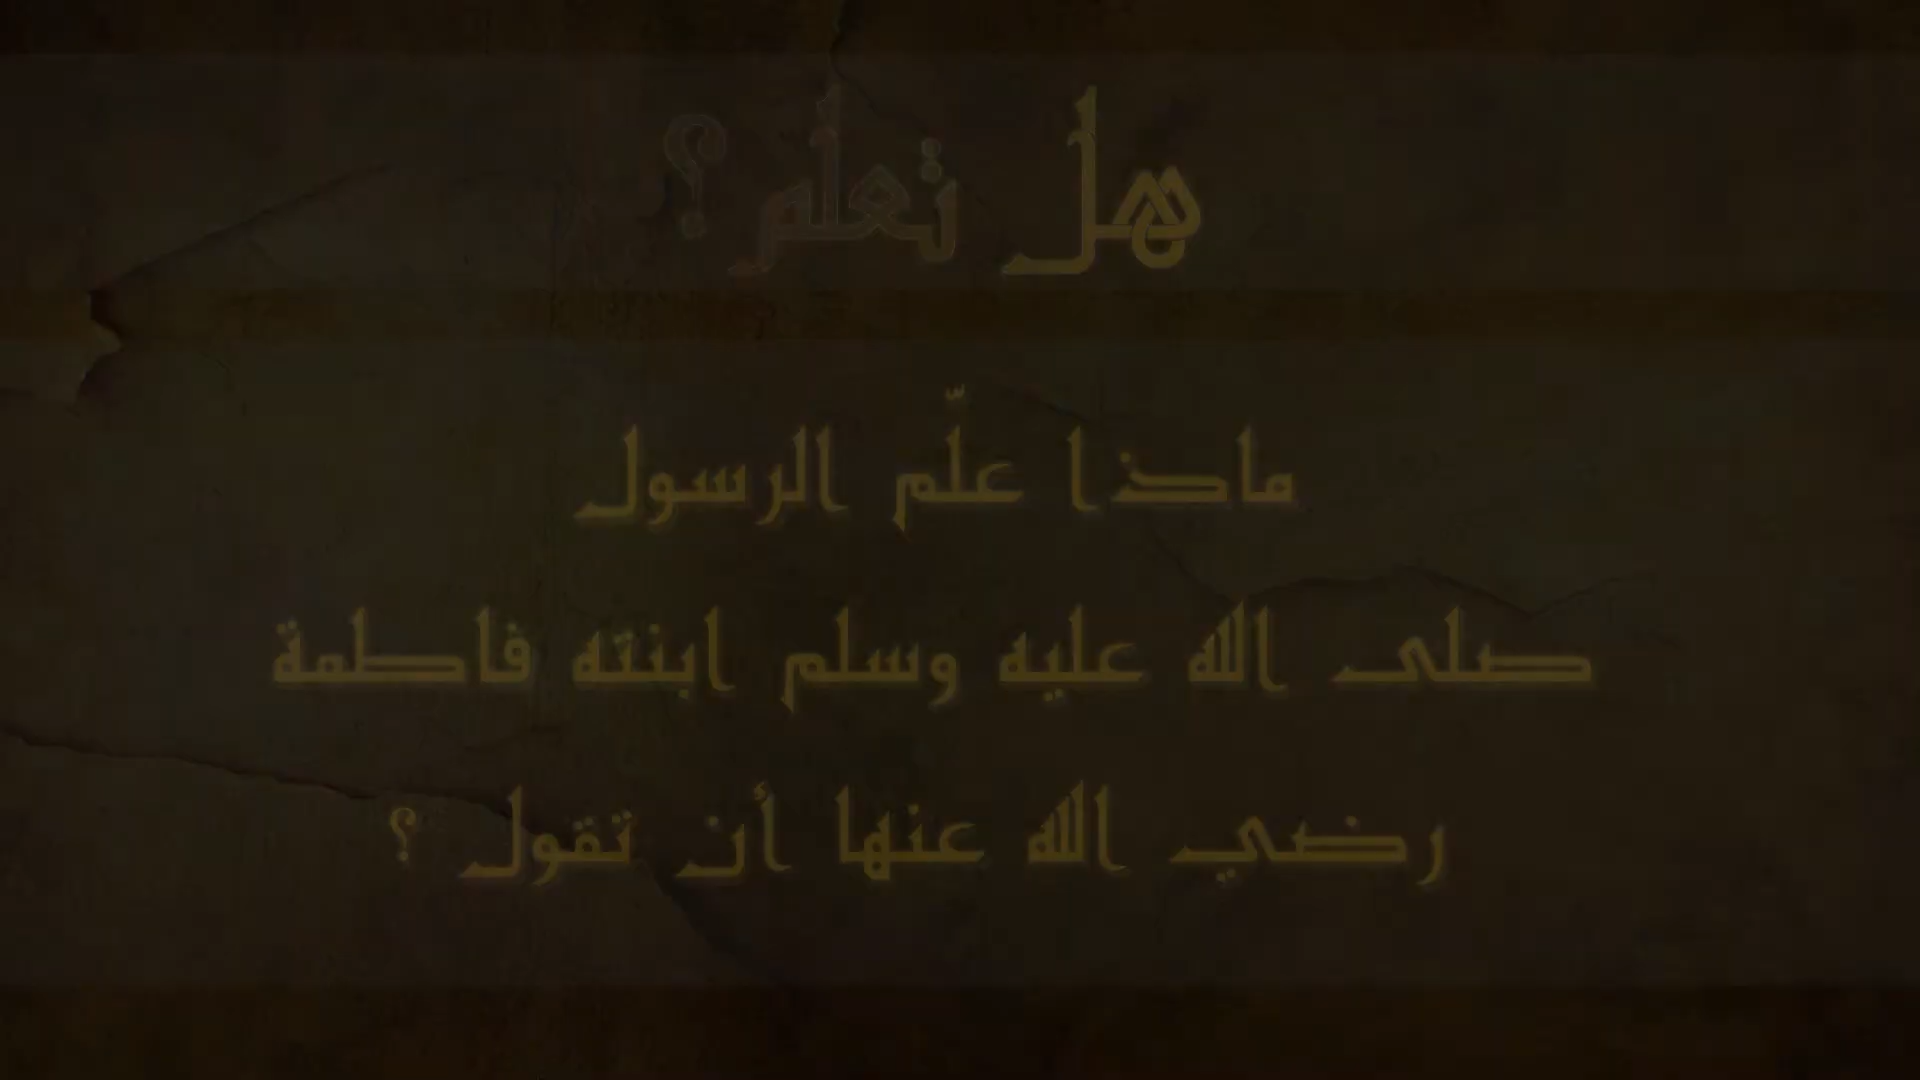 هل تعلم؟
ماذا علّم الرسول
صلى الله عليه وسلم ابنته فاطمة
رضي الله عنها أن تقول ؟